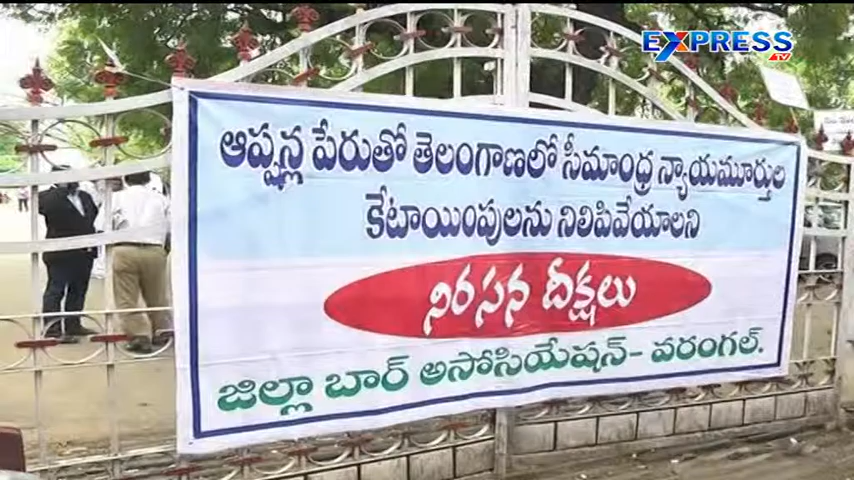 EXPRESS
TV
ఆప్షన్ల పేరుతో తెలంగాణలో సీమాంధ్ర న్యాయమూర్తుల
కేటాయింపులను నిలిపివేయాలని
నిరసన దీక్షలు
జిల్లా బార్ అసోసియేషన్-వరంగల్.